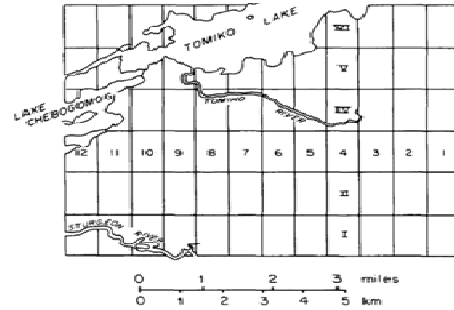 TOMIKO LAKE
VI
V
LAKE CHEBOGOMOG
TOMIKO RIVER
IV
12 11 10 9 8 7 6 5 4 3 2 1
II
STURGEON RIVER
I
0 1 2 3 miles
0 1 2 3 4 5 km